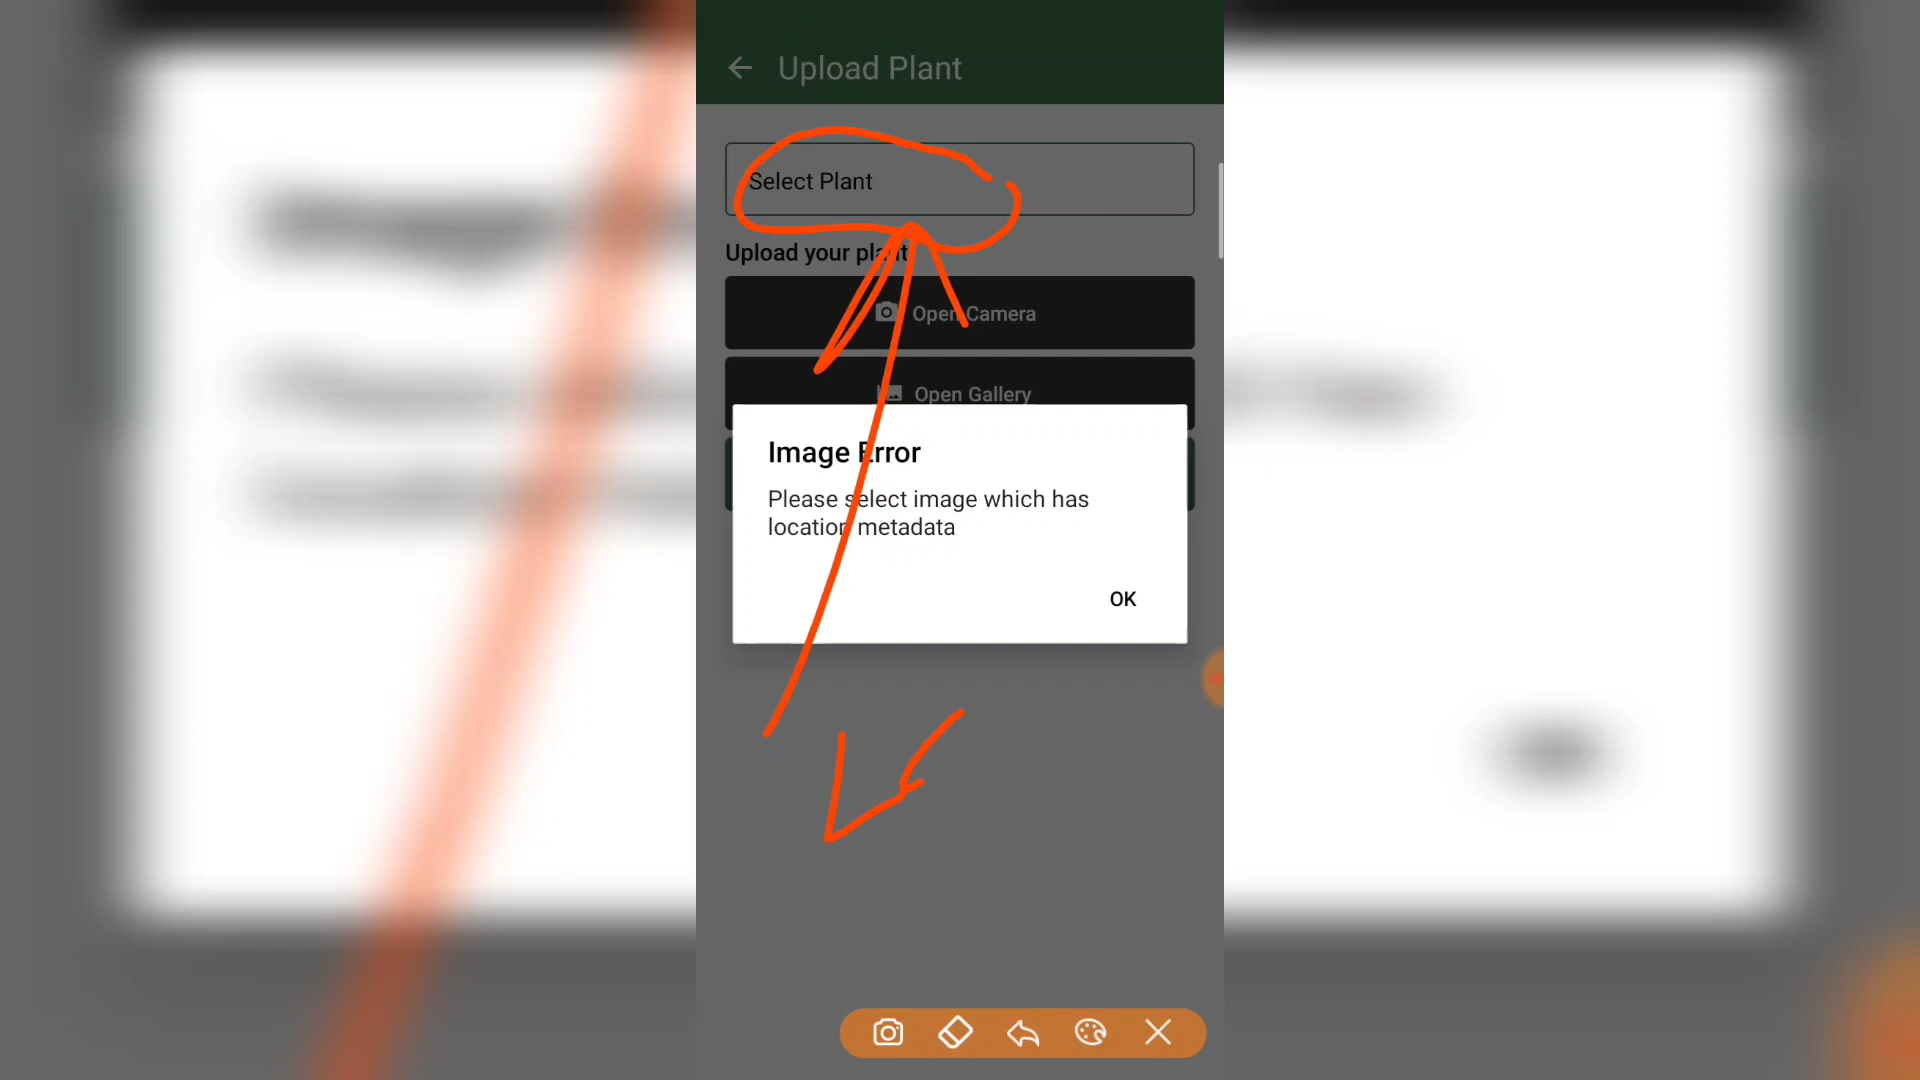 Upload Plant
Select Plant
Upload your plant
Open Camera
Open Gallery
Image Error
Please select image which has
location metadata
OK